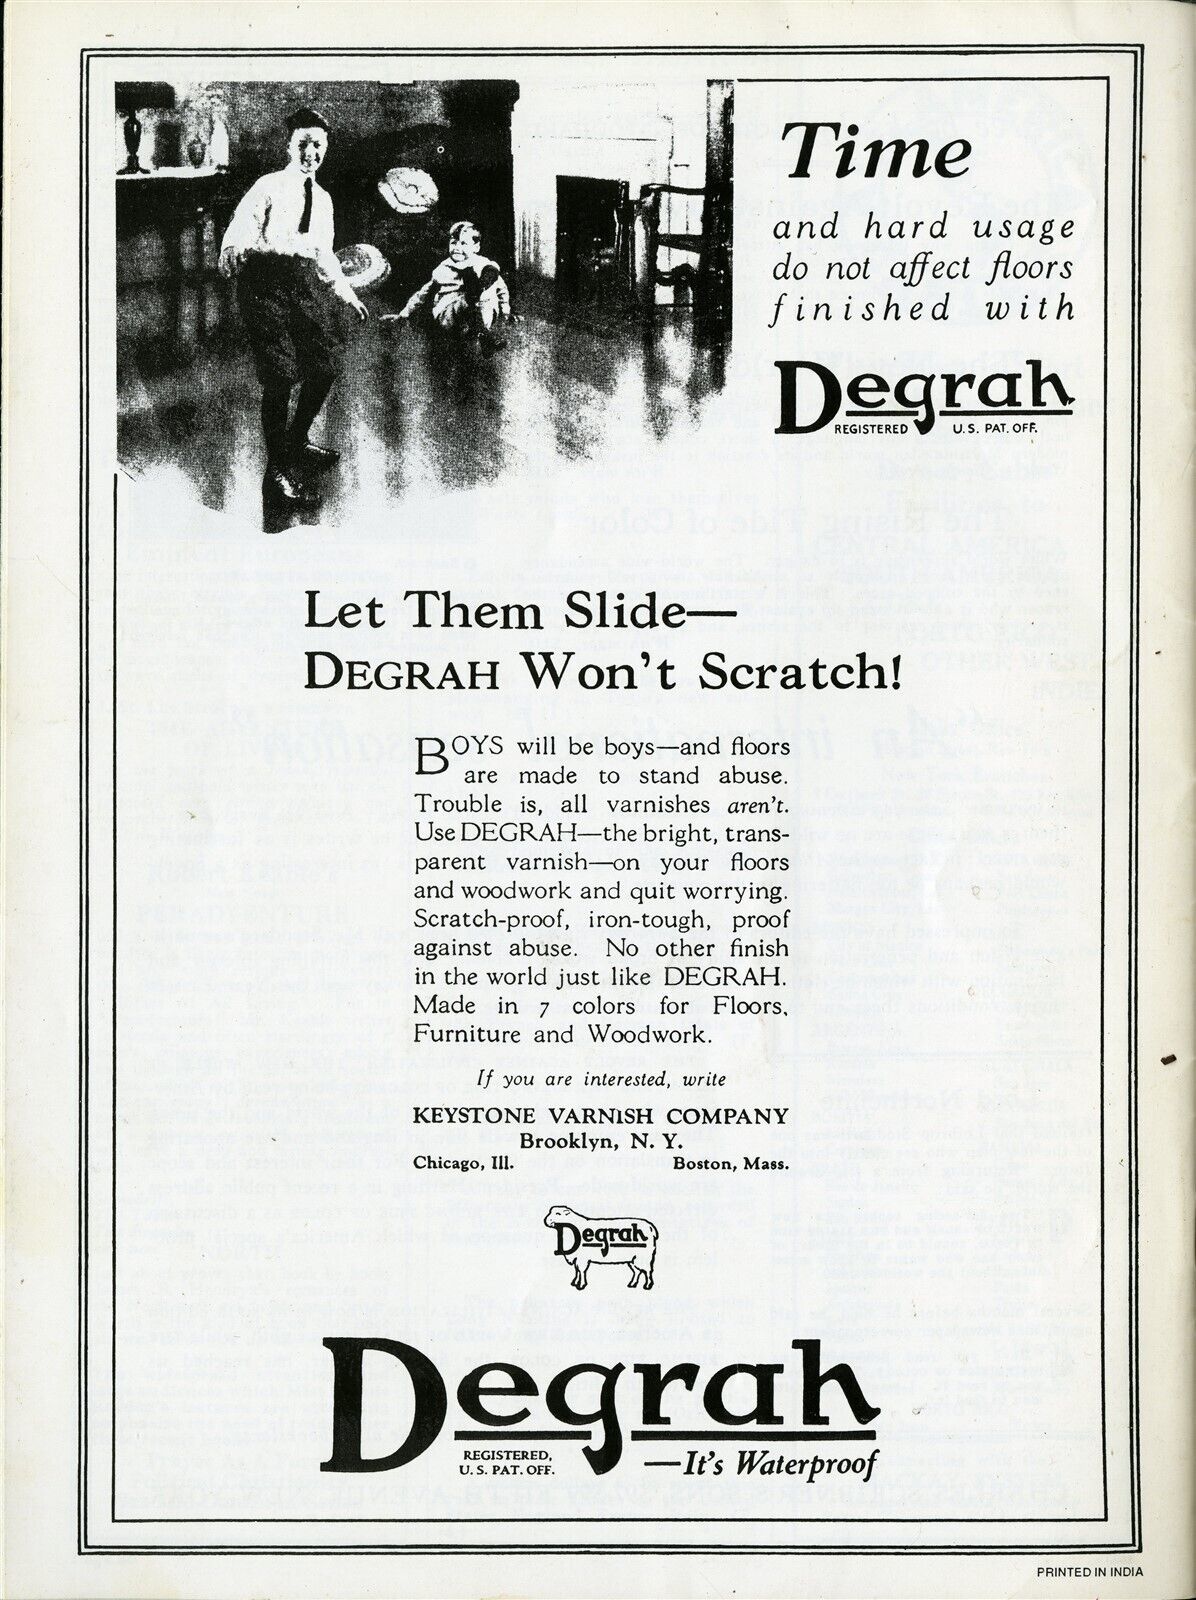 Time
and hard usage
do not affect floors
finished with
Degrah
REGISTERED U.S. PAT. OFF.
Let Them Slide—
DEGRAH Won't Scratch!
BOYS will be boys—and floors
are made to stand abuse.
Trouble is, all varnishes aren't.
Use DEGRAH—the bright, trans-
parent varnish—on your floors
and woodwork and quit worrying.
Scratch-proof, iron-tough, proof
against abuse. No other finish
in the world just like DEGRAH.
Made in 7 colors for Floors,
Furniture and Woodwork.
If you are interested, write
KEYSTONE VARNISH COMPANY
Brooklyn, N. Y.
Chicago, Ill. Boston, Mass.
Degrah
Degrah
REGISTERED,
U. S. PAT. OFF.
—It's Waterproof
PRINTED IN INDIA